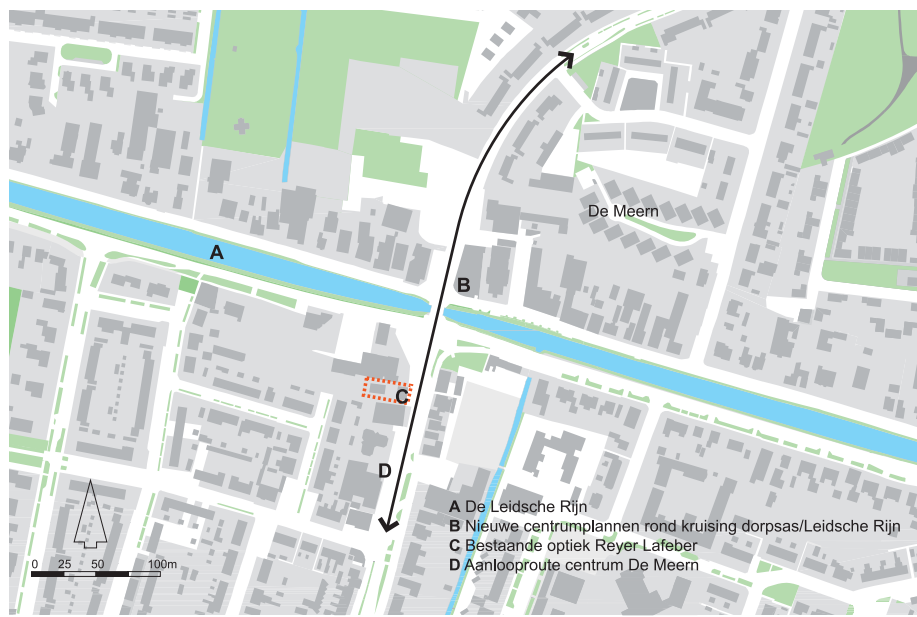 De Meern
A
B
C
D
A De Leidsche Rijn
B Nieuwe centrumplannen rond kruising dorpsas/Leidsche Rijn
C Bestaande optiek Reyer Lafeber
D Aanlooproute centrum De Meern
0 25 50 100m